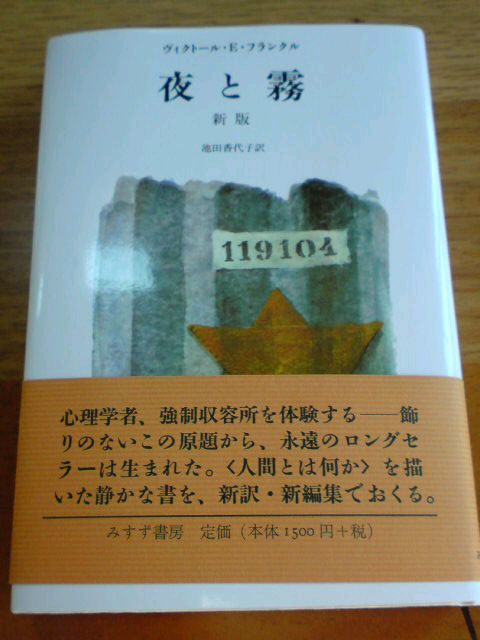 ヴィクトール・E・フランクル
夜と霧
新版
池田香代子訳
119104
心理学者、強制収容所を体験する──飾
りのないこの原題から、永遠のロングセ
ラーは生まれた。〈人間とは何か〉を描
いた静かな書を、新訳・新編集でおくる。
みすず書房 定価(本体1500円+税)